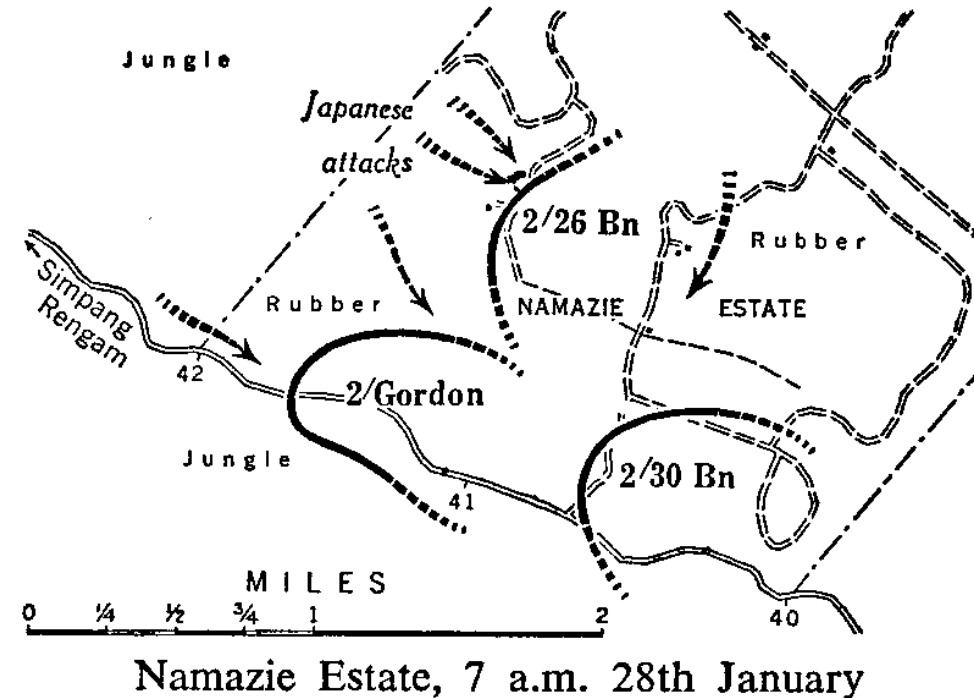 Jungle
Japanese
attacks
2/26 Bn
Rubber
Simpang
Rengam
Rubber
NAMAZIE ESTATE
42
2/Gordon
Jungle
41
2/30 Bn
MILES
0 ¼ ½ ¾ 1 2
40
Namazie Estate, 7 a.m. 28th January